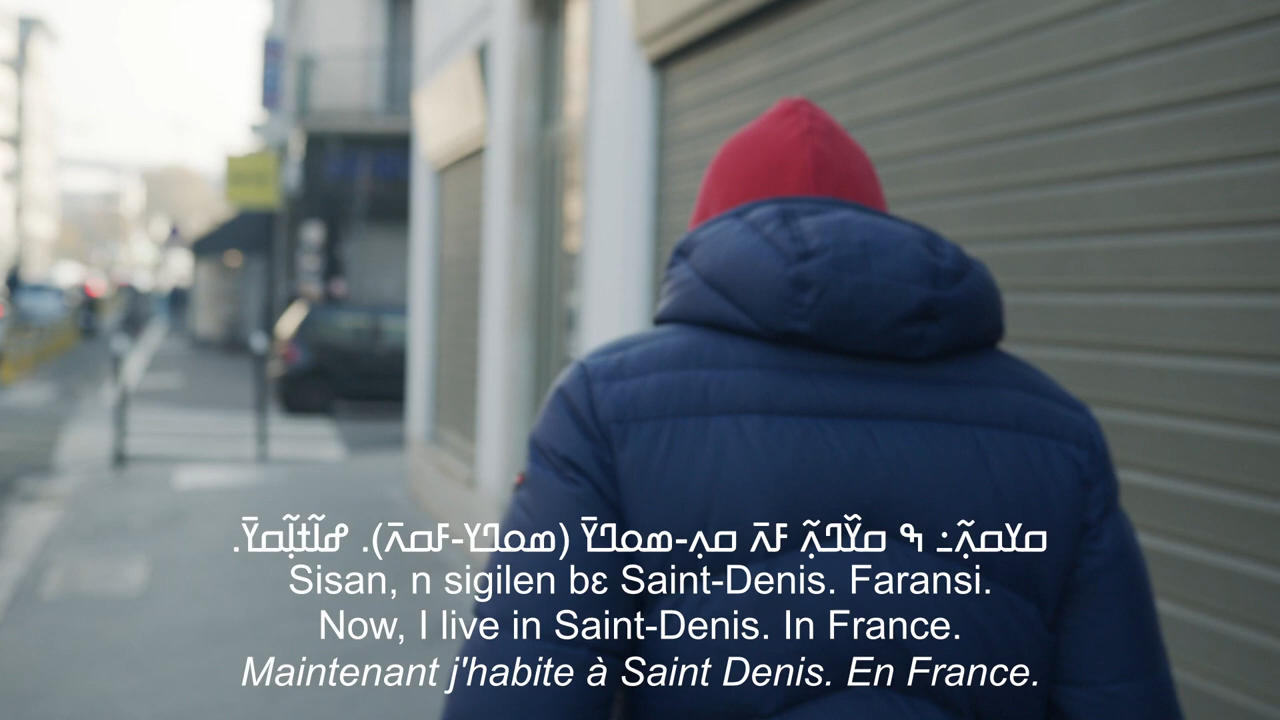 Sisan, n sigilen bɛ Saint-Denis. Faransi.
Now, I live in Saint-Denis. In France.
Maintenant j'habite à Saint Denis. En France.